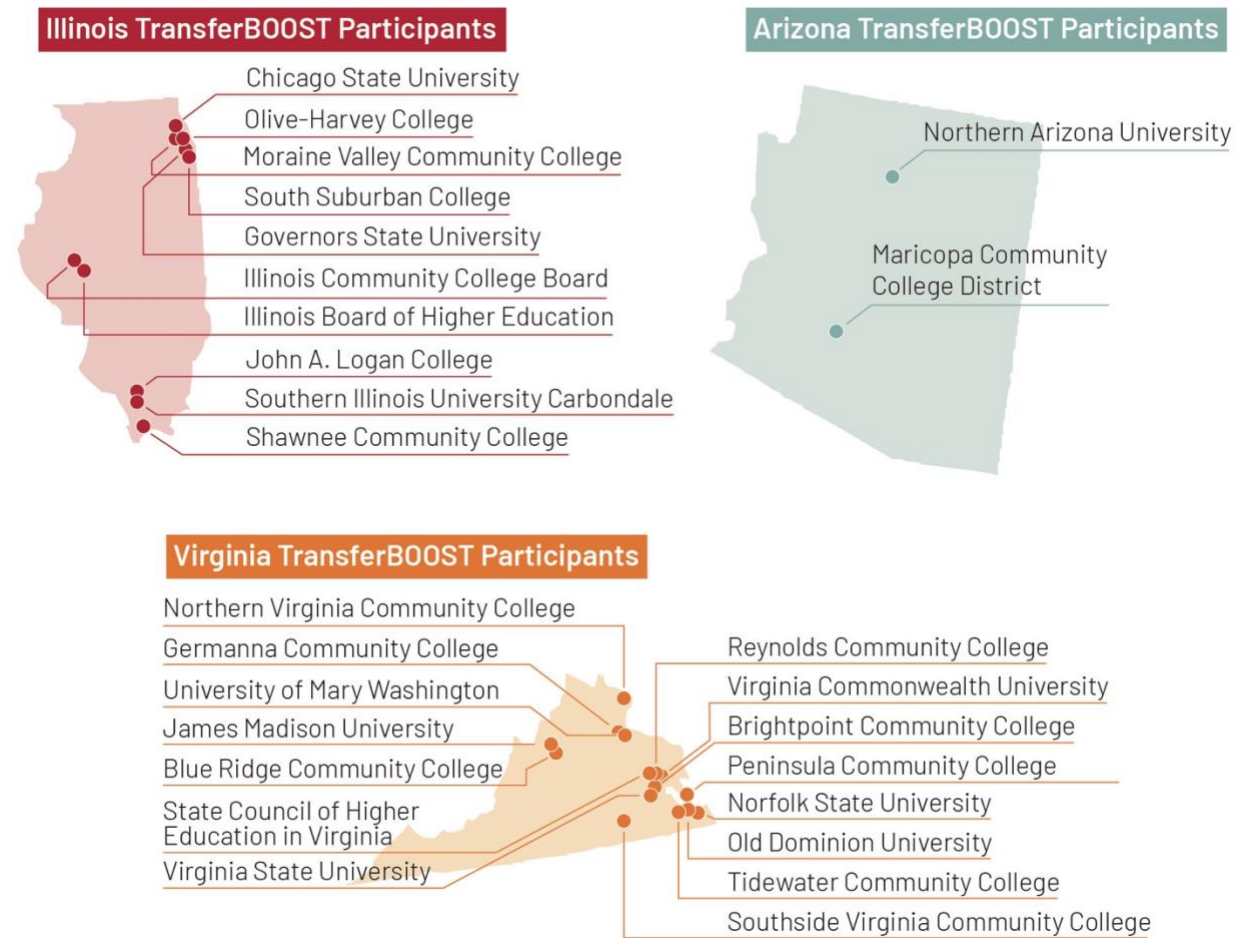 Illinois TransferBOOST Participants
Chicago State University
Olive-Harvey College
Moraine Valley Community College
South Suburban College
Governors State University
Illinois Community College Board
Illinois Board of Higher Education
John A. Logan College
Southern Illinois University Carbondale
Shawnee Community College
Arizona TransferBOOST Participants
Northern Arizona University
Maricopa Community
College District
Virginia TransferBOOST Participants
Northern Virginia Community College
Germanna Community College
University of Mary Washington
James Madison University
Blue Ridge Community College
State Council of Higher
Education in Virginia
Virginia State University
Reynolds Community College
Virginia Commonwealth University
Brightpoint Community College
Peninsula Community College
Norfolk State University
Old Dominion University
Tidewater Community College
Southside Virginia Community College